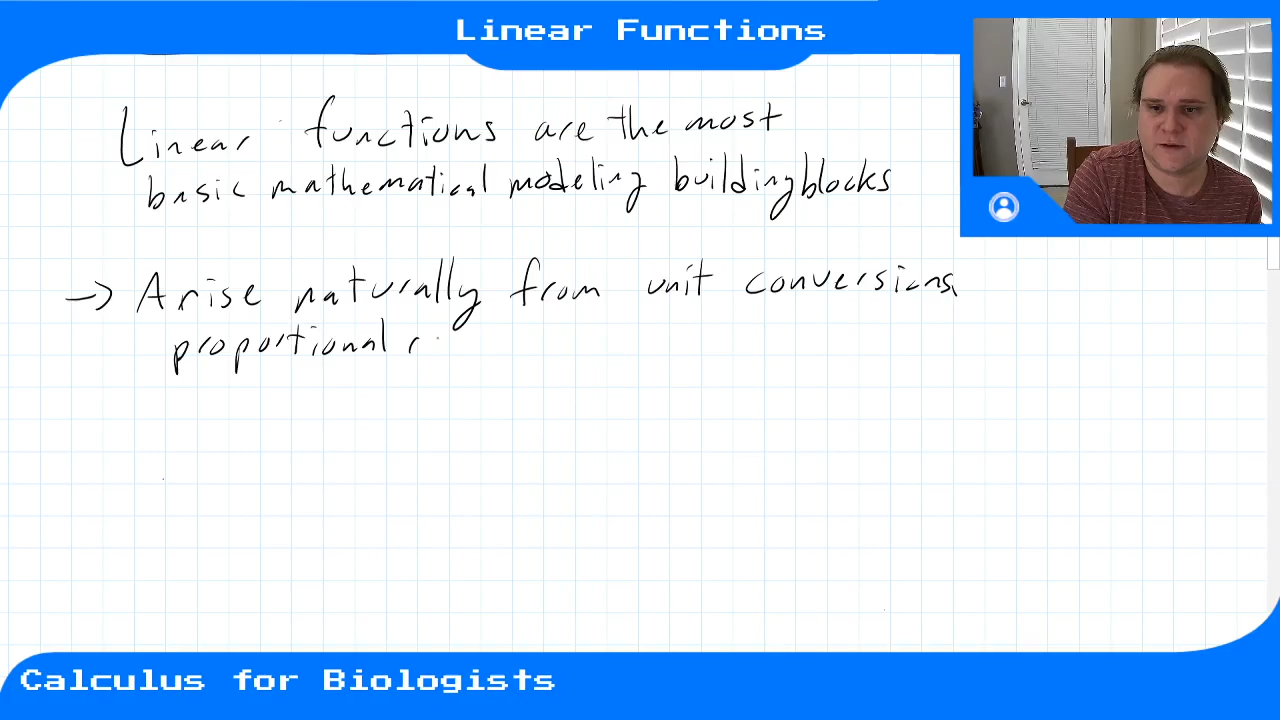 Linear Functions
Linear functions are the most
basic mathematical modeling buildingblocks
→ Arise naturally from unit conversions,
proportional r
Calculus for Biologists